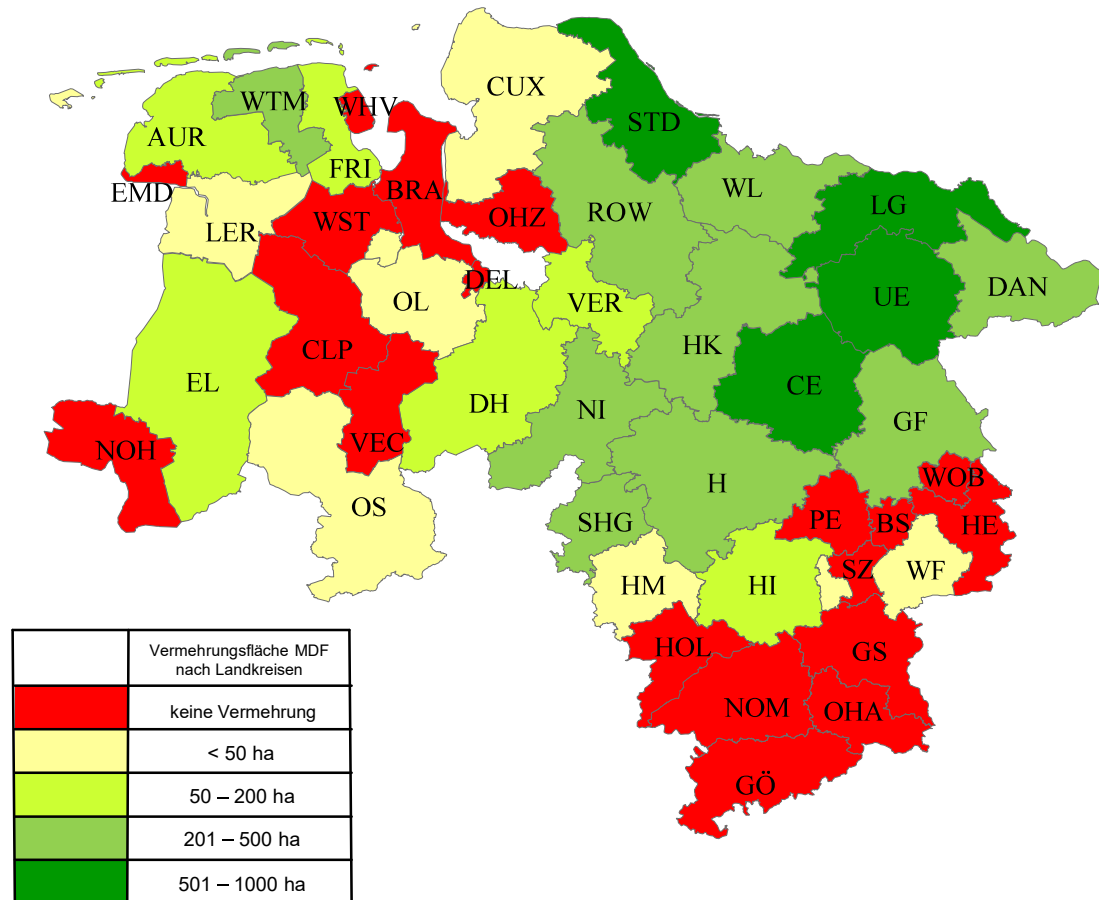 CUX
WTM
WHV
STD
AUR
FRI
EMD
BRA
WL
LG
LER
WST
OHZ
ROW
DEL
OL
VER
UE
DAN
HK
CLP
EL
DH
NI
CE
GF
NOH
VEC
OS
H
WOB
SHG
PE
BS
HE
HM
HI
SZ
WF
HOL
GS
NOM
OHA
GÖ
Vermehrungsfläche MDF
nach Landkreisen
keine Vermehrung
< 50 ha
50 – 200 ha
201 – 500 ha
501 – 1000 ha